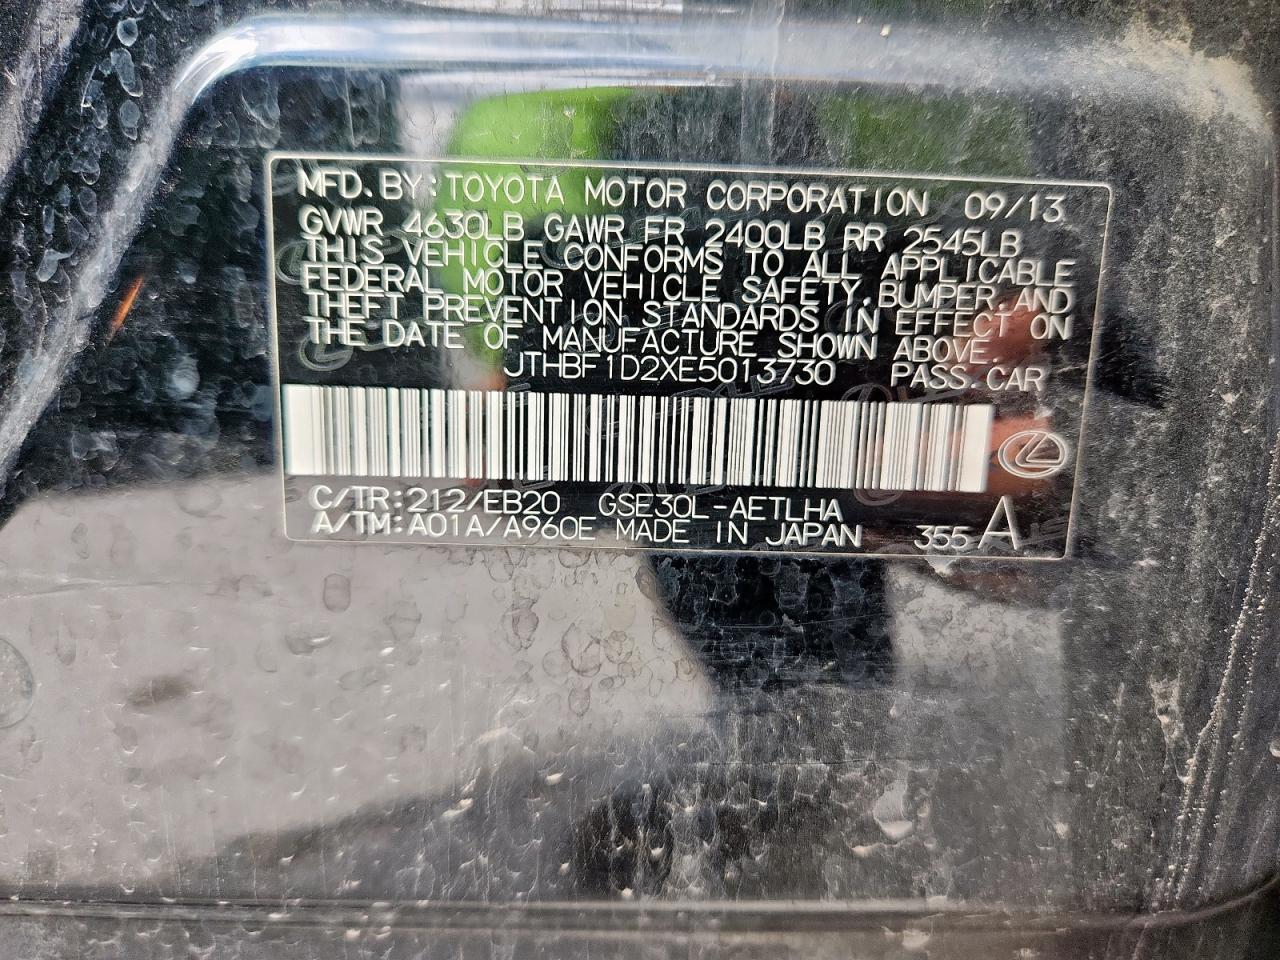 MFD.BY:TOYOTA MOTOR CORPORATION 09/13
GVWR 4630LB GAWR FR 2400LB RR 2545LB
THIS VEHICLE CONFORMS TO ALL APPLICABLE
FEDERAL MOTOR VEHICLE SAFETY,BUMPER,AND
THEFT PREVENTION STANDARDS IN EFFECT ON
THE DATE OF MANUFACTURE SHOWN ABOVE.
JTHBF1D2XE5013730 PASS.CAR
C/TR:212/EB20 GSE30L-AETLHA
A/TM:A01A/A960E MADE IN JAPAN 355 A